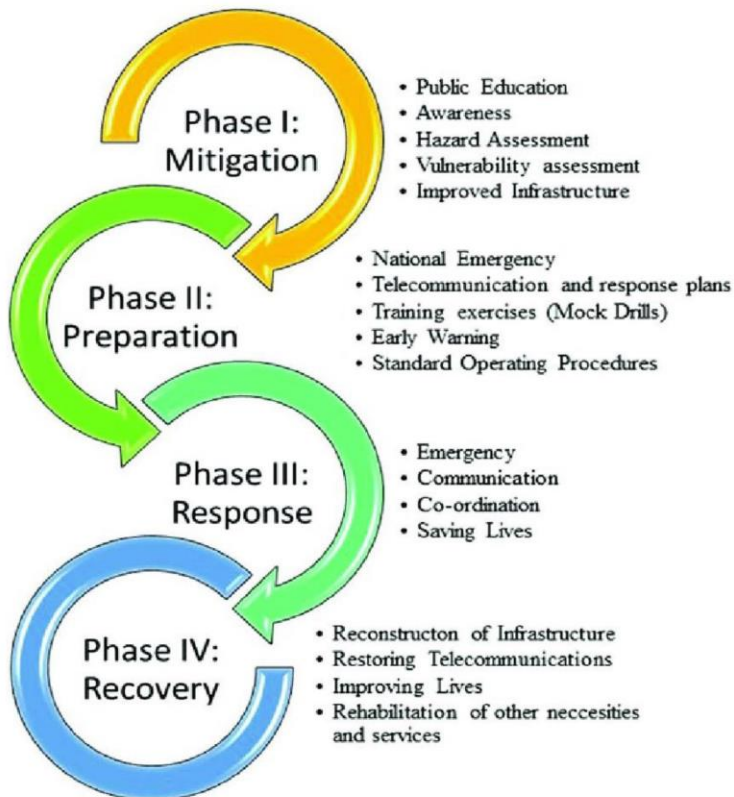 Phase I:
Mitigation
• Public Education
• Awareness
• Hazard Assessment
• Vulnerability assessment
• Improved Infrastructure
Phase II:
Preparation
• National Emergency
• Telecommunication and response plans
• Training exercises (Mock Drills)
• Early Warning
• Standard Operating Procedures
Phase III:
Response
• Emergency
• Communication
• Co-ordination
• Saving Lives
Phase IV:
Recovery
• Reconstructon of Infrastructure
• Restoring Telecommunications
• Improving Lives
• Rehabilitation of other neccesities
and services